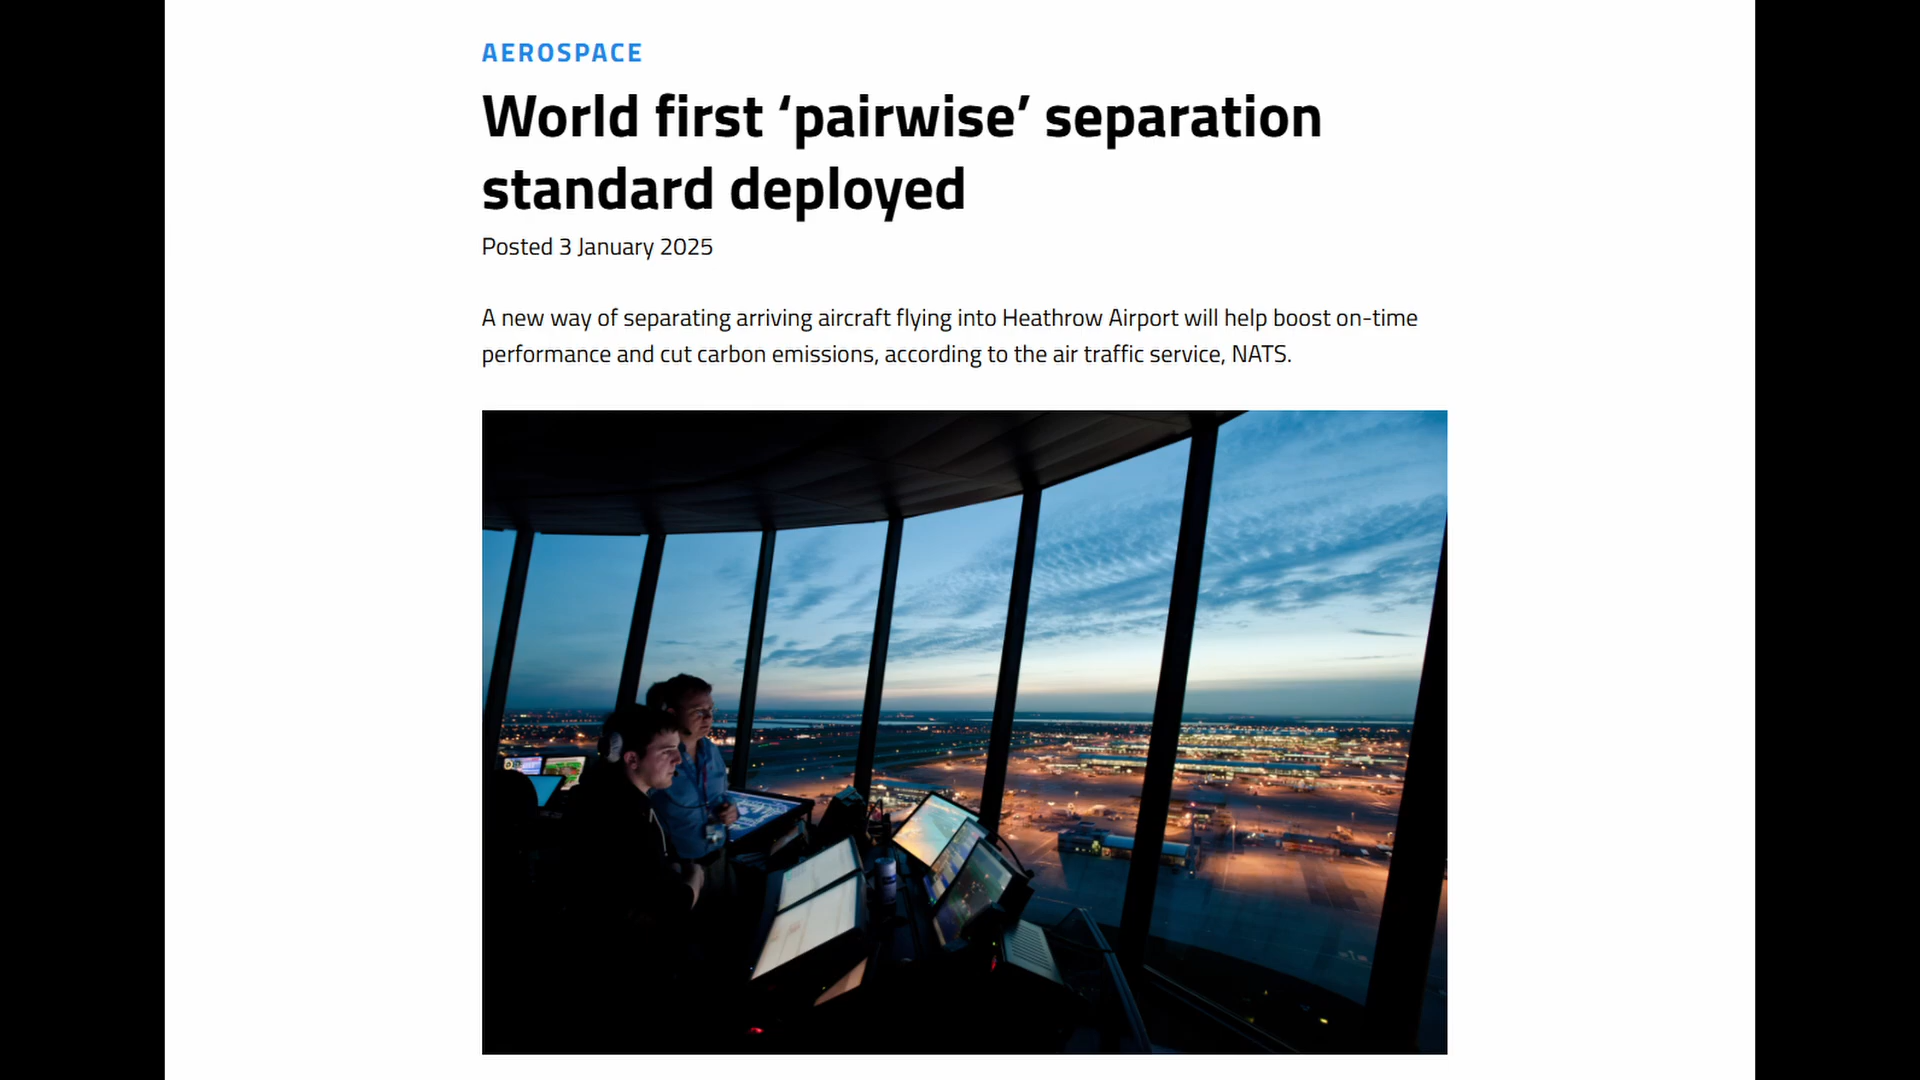 AEROSPACE
World first ‘pairwise’ separation
standard deployed
Posted 3 January 2025
A new way of separating arriving aircraft flying into Heathrow Airport will help boost on-time
performance and cut carbon emissions, according to the air traffic service, NATS.